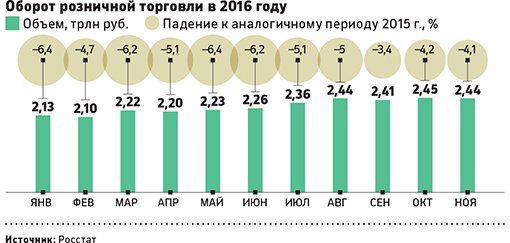 Оборот розничной торговли в 2016 году
Объем, трлн руб. Падение к аналогичному периоду 2015 г., %
–6,4 –4,7 –6,2 –5,1 –6,4 –6,2 –5,1 –5 –3,4 –4,2 –4,1
2,13 2,10 2,22 2,20 2,23 2,26 2,36 2,44 2,41 2,45 2,44
ЯНВ ФЕВ МАР АПР МАЙ ИЮН ИЮЛ АВГ СЕН ОКТ НОЯ
Источник: Росстат